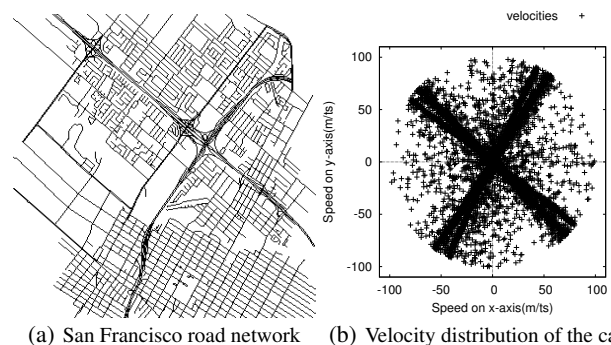 velocities +
100
50
0
-50
-100
Speed on y-axis(m/ts)
-100 -50 0 50 100
Speed on x-axis(m/ts)
(a) San Francisco road network (b) Velocity distribution of the ca